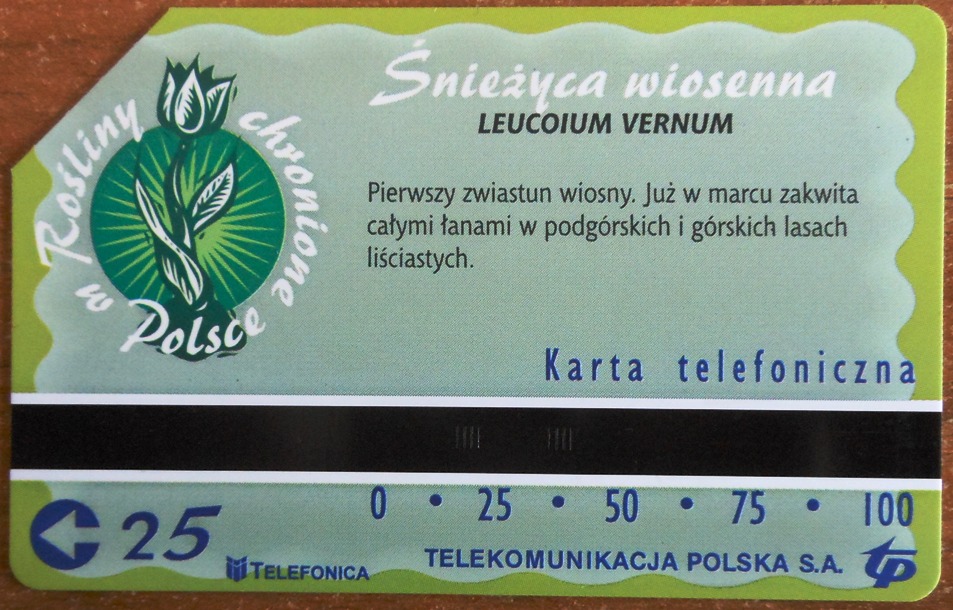 Rośliny chronione
w Polsce
Śnieżyca wiosenna
LEUCOIUM VERNUM
Pierwszy zwiastun wiosny. Już w marcu zakwita
całymi łanami w podgórskich i górskich lasach
liściastych.
Karta telefoniczna
0 • 25 • 50 • 75 • 100
25
TELEFONICA
TELEKOMUNIKACJA POLSKA S.A.
tp